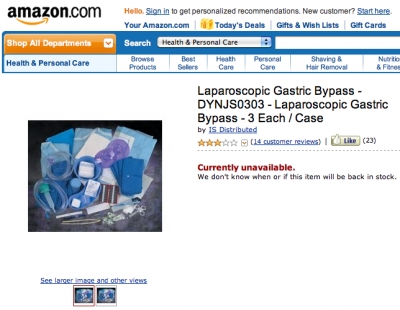 amazon.com
Hello. Sign in to get personalized recommendations. New customer? Start here.
Your Amazon.com
Today's Deals
Gifts & Wish Lists
Gift Cards
Shop All Departments
Search
Health & Personal Care
Health & Personal Care
Browse Products
Best Sellers
Health Care
Personal Care
Shaving & Hair Removal
Nutritio & Fitnes
Laparoscopic Gastric Bypass -
DYNJS0303 - Laparoscopic Gastric
Bypass - 3 Each / Case
by IS Distributed
(14 customer reviews)
Like
(23)
Currently unavailable.
We don't know when or if this item will be back in stock.
See larger image and other views